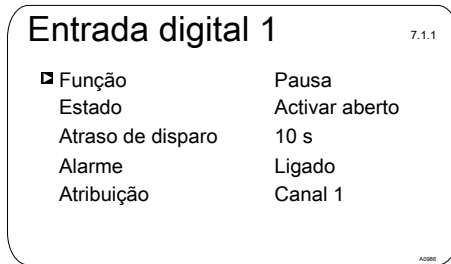 Entrada digital 1 7.1.1
Função Pausa
Estado Activar aberto
Atraso de disparo 10 s
Alarme Ligado
Atribuição Canal 1
A0986